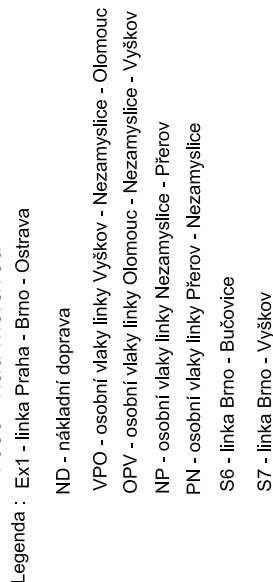 Legenda : Ex1 - linka Praha - Brno - Ostrava
ND - nákladní doprava
VPO - osobní vlaky linky Vyškov - Nezamyslice - Olomouc
OPV - osobní vlaky linky Olomouc - Nezamyslice - Vyškov
NP - osobní vlaky linky Nezamyslice - Přerov
PN - osobní vlaky linky Přerov - Nezamyslice
S6 - linka Brno - Bučovice
S7 - linka Brno - Vyškov